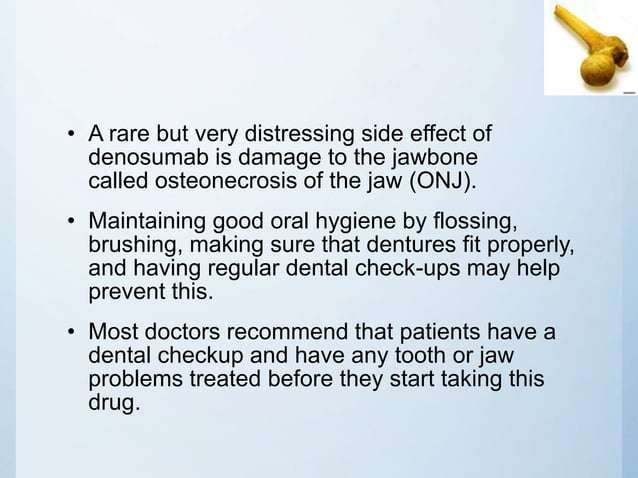 • A rare but very distressing side effect of
denosumab is damage to the jawbone
called osteonecrosis of the jaw (ONJ).
• Maintaining good oral hygiene by flossing,
brushing, making sure that dentures fit properly,
and having regular dental check-ups may help
prevent this.
• Most doctors recommend that patients have a
dental checkup and have any tooth or jaw
problems treated before they start taking this
drug.